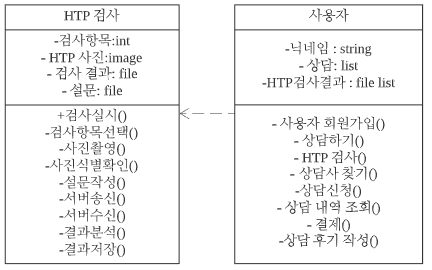 HTP 검사
-검사항목:int
- HTP 사진:image
- 검사 결과: file
- 설문: file
+검사실시()
-검사항목선택()
-사진촬영()
-사진식별확인()
-설문작성()
-서버송신()
-서버수신()
-결과분석()
-결과저장()
사용자
-닉네임 : string
- 상담: list
-HTP검사결과 : file list
- 사용자 회원가입()
- 상담하기()
- HTP 검사()
- 상담사 찾기()
-상담신청()
- 상담 내역 조회()
- 결제()
-상담 후기 작성()